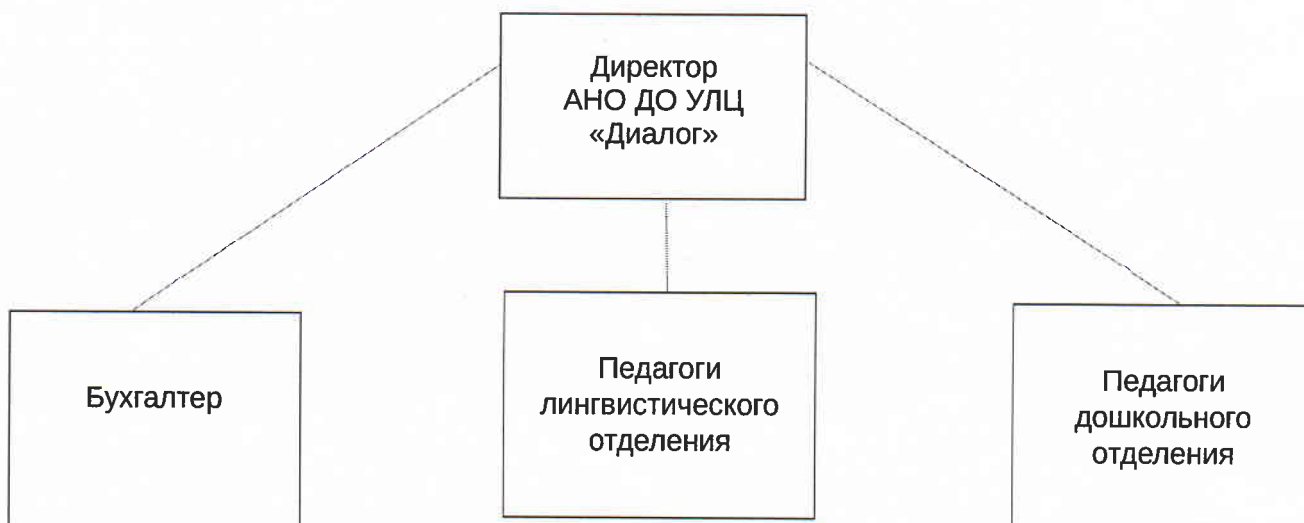 Директор
АНО ДО УЛЦ
«Диалог»
Бухгалтер
Педагоги
лингвистического
отделения
Педагоги
дошкольного
отделения